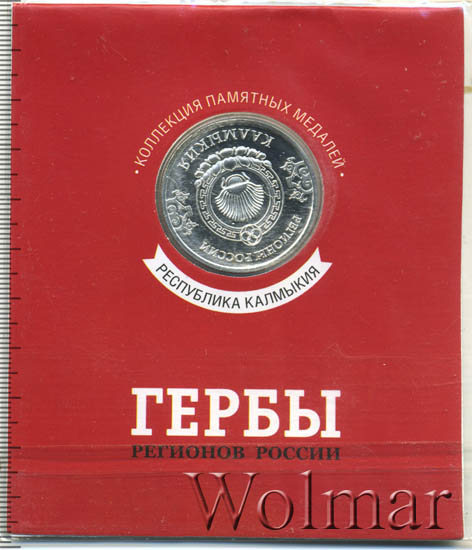 · КОЛЛЕКЦИЯ ПАМЯТНЫХ МЕДАЛЕЙ ·
КАЛМЫКИЯ
РЕГИОНЫ РОССИИ
РЕСПУБЛИКА КАЛМЫКИЯ
ГЕРБЫ
РЕГИОНОВ РОССИИ
Wolmar